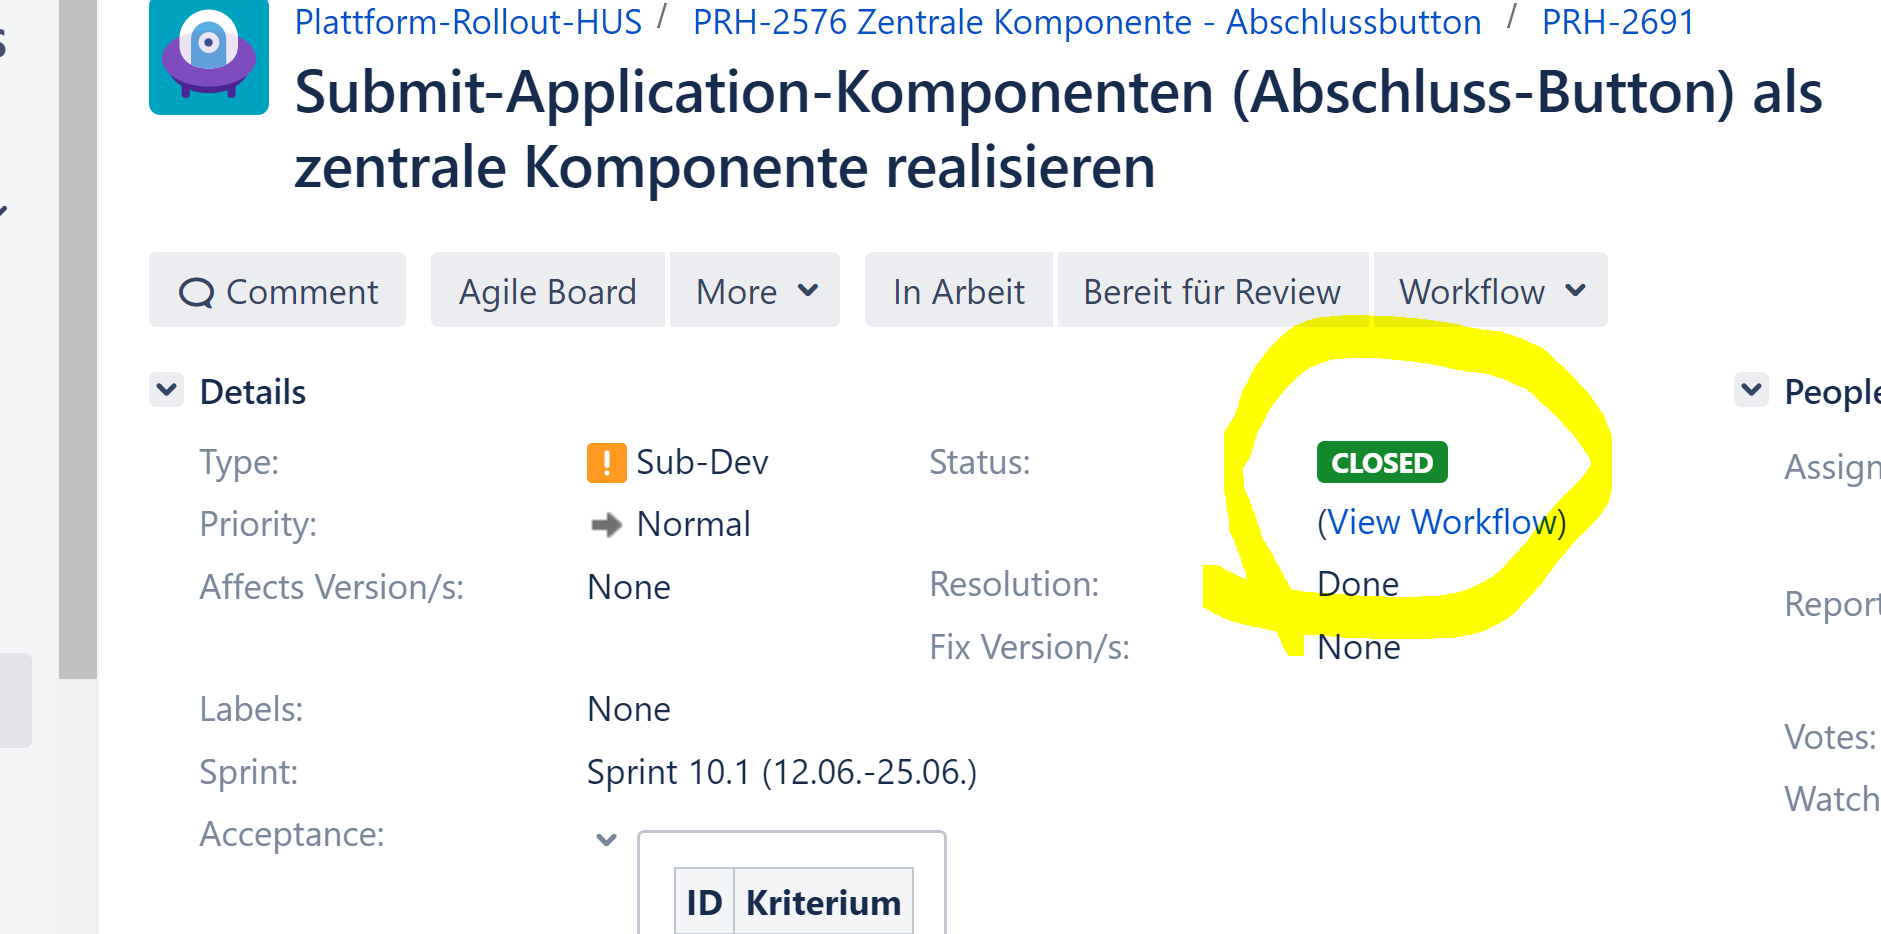 Plattform-Rollout-HUS / PRH-2576 Zentrale Komponente - Abschlussbutton / PRH-2691
Submit-Application-Komponenten (Abschluss-Button) als
zentrale Komponente realisieren
Comment Agile Board More In Arbeit Bereit für Review Workflow
Details
Type: Sub-Dev
Status: CLOSED
(View Workflow)
Priority: Normal
Affects Version/s: None
Resolution: Done
Fix Version/s: None
Labels: None
Sprint: Sprint 10.1 (12.06.-25.06.)
Acceptance:
ID Kriterium
People
Assign
Report
Votes:
Watch